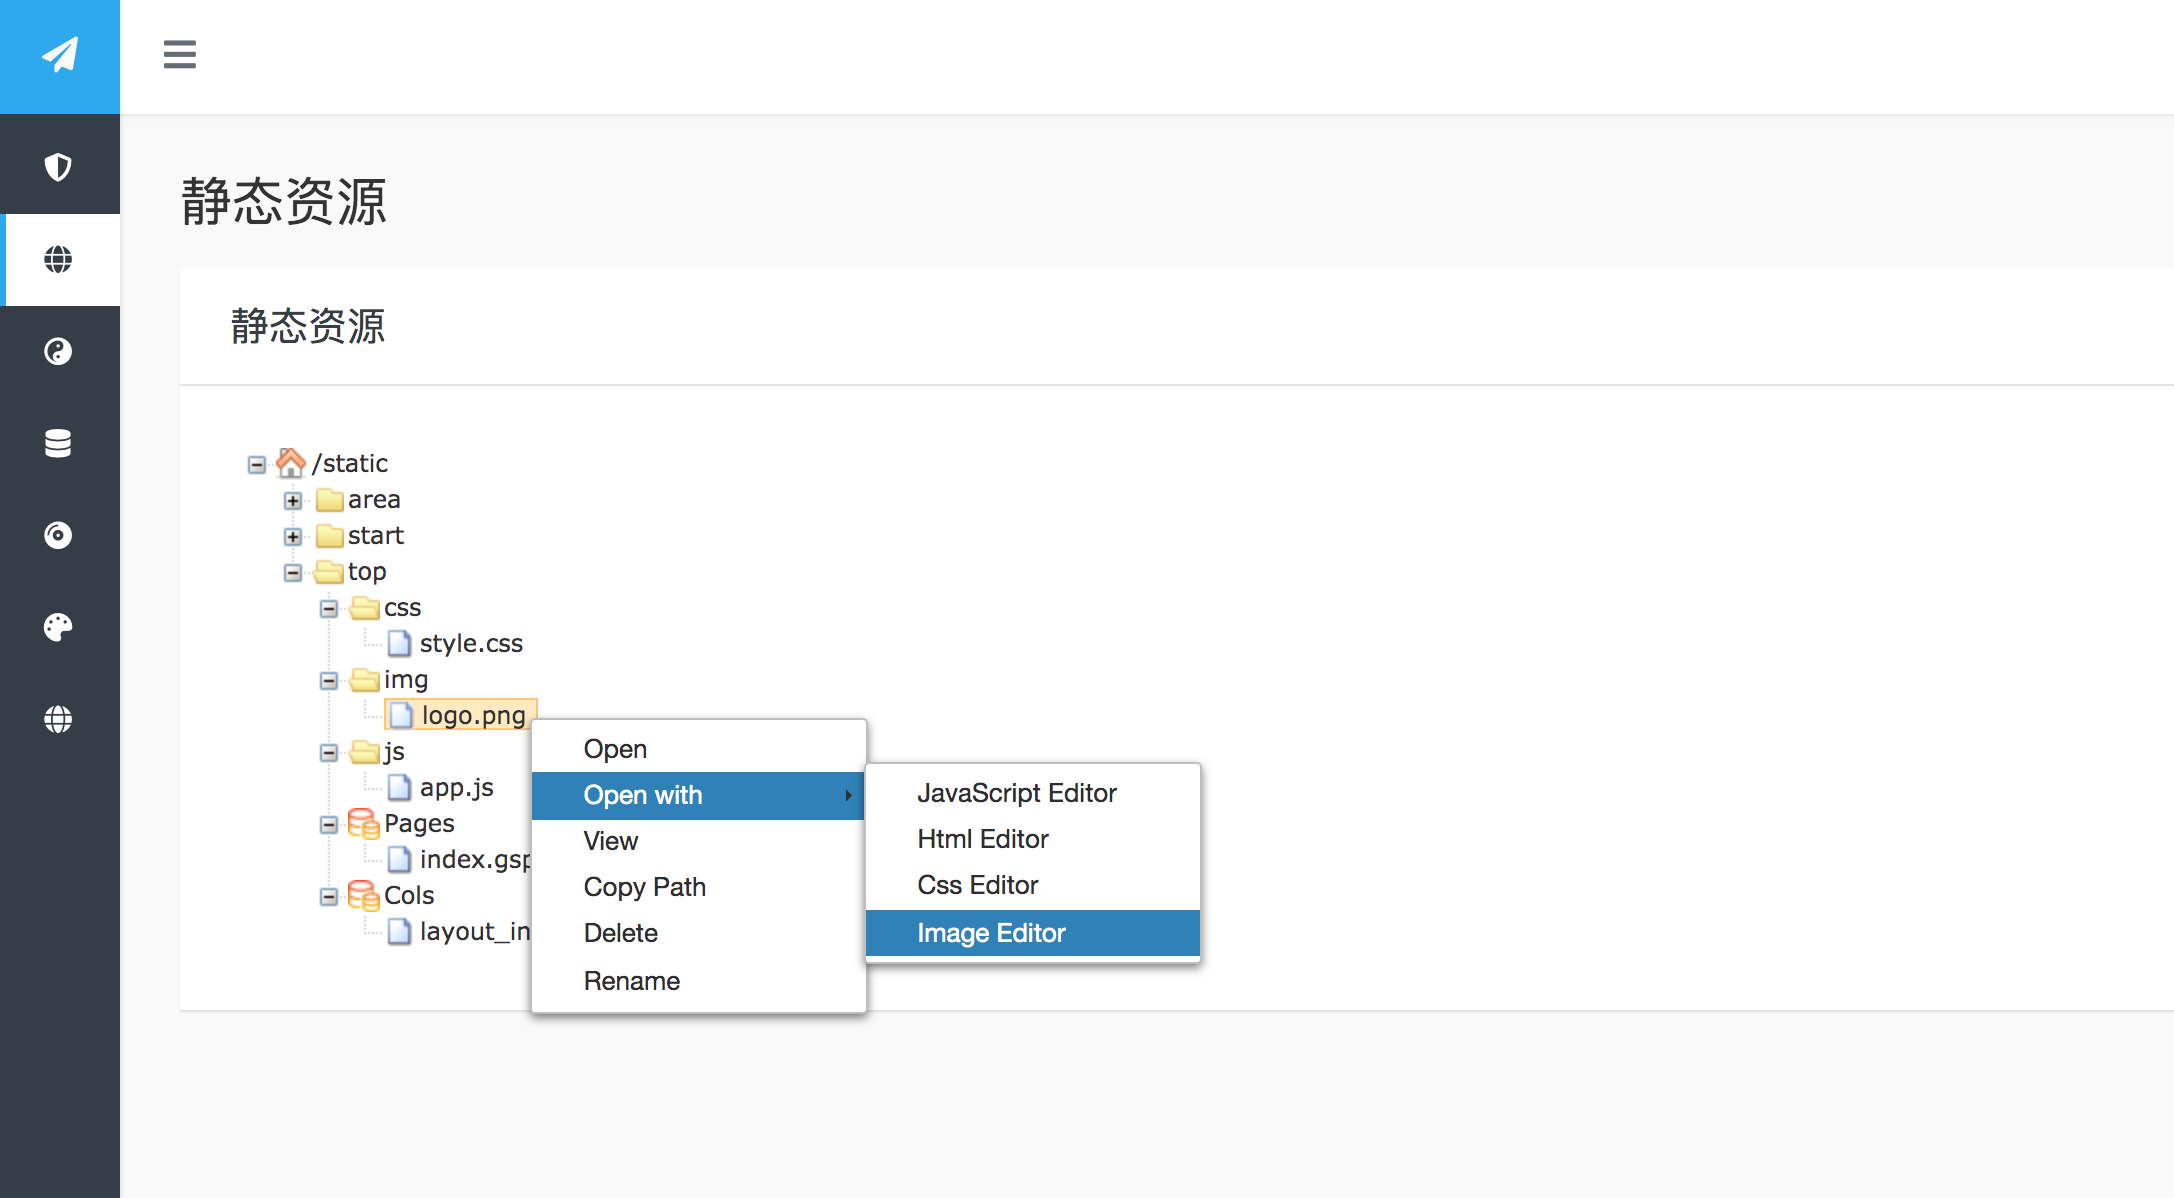 静态资源
静态资源
/static
area
start
top
css
style.css
img
logo.png
js
app.js
Pages
index.gsp
Cols
layout_in
Open
Open with
View
Copy Path
Delete
Rename
JavaScript Editor
Html Editor
Css Editor
Image Editor